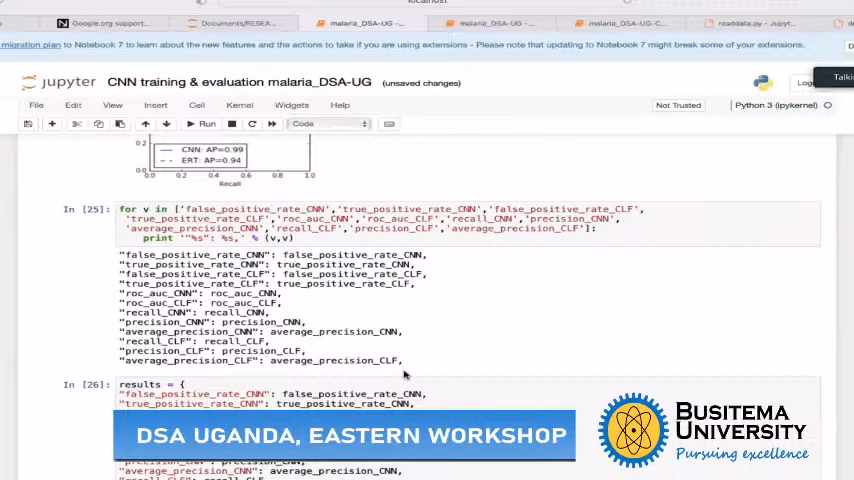 localhost
Google.org support...
Documents/RESEA...
malaria_DSA-UG -...
malaria_DSA-UG -...
malaria_DSA-UG-C...
readdata.py - Jupyt...
migration plan to Notebook 7 to learn about the new features and the actions to take if you are using extensions - Please note that updating to Notebook 7 might break some of your extensions.
jupyter CNN training & evaluation malaria_DSA-UG (unsaved changes)
Talki
File Edit View Insert Cell Kernel Widgets Help
Not Trusted Python 3 (ipykernel)
Run Code
0.2
CNN: AP=0.99
ERT: AP=0.94
0.0
0.0 0.2 0.4 0.6 0.8 1.0
Recall
In [25]: for v in ['false_positive_rate_CNN','true_positive_rate_CNN','false_positive_rate_CLF',
'true_positive_rate_CLF','roc_auc_CNN','roc_auc_CLF','recall_CNN','precision_CNN',
'average_precision_CNN','recall_CLF','precision_CLF','average_precision_CLF']:
print '"%s": %s,' % (v,v)
"false_positive_rate_CNN": false_positive_rate_CNN,
"true_positive_rate_CNN": true_positive_rate_CNN,
"false_positive_rate_CLF": false_positive_rate_CLF,
"true_positive_rate_CLF": true_positive_rate_CLF,
"roc_auc_CNN": roc_auc_CNN,
"roc_auc_CLF": roc_auc_CLF,
"recall_CNN": recall_CNN,
"precision_CNN": precision_CNN,
"average_precision_CNN": average_precision_CNN,
"recall_CLF": recall_CLF,
"precision_CLF": precision_CLF,
"average_precision_CLF": average_precision_CLF,
In [26]: results = {
"false_positive_rate_CNN": false_positive_rate_CNN,
"true_positive_rate_CNN": true_positive_rate_CNN,
DSA UGANDA, EASTERN WORKSHOP
BUSITEMA
UNIVERSITY
Pursuing excellence
"average_precision_CNN": average_precision_CNN,